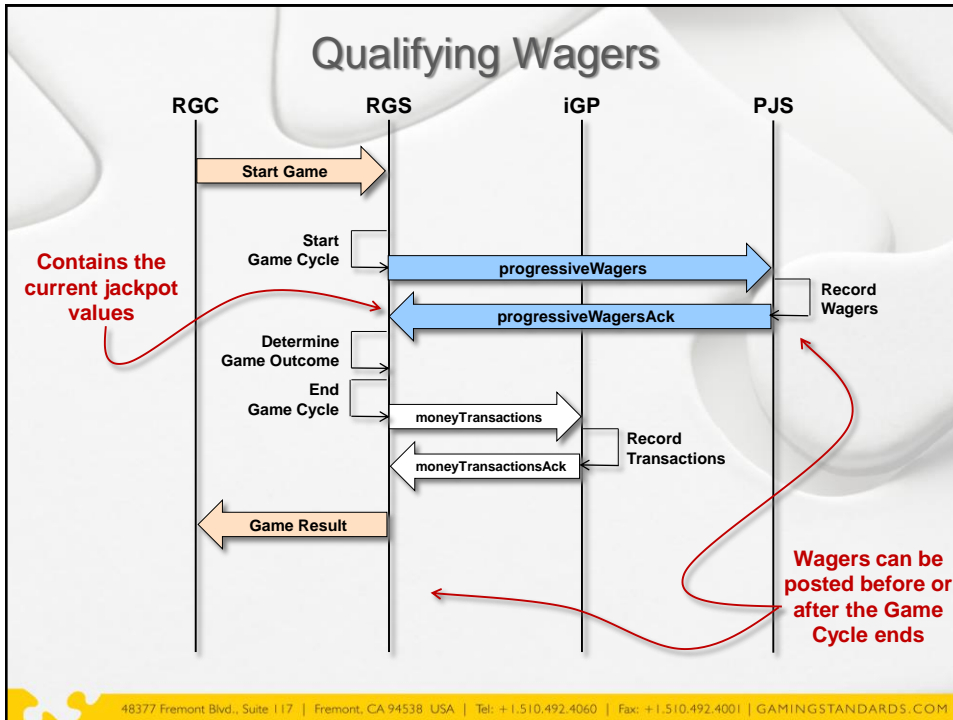 Qualifying Wagers
RGC RGS iGP PJS
Start Game
Start
Game Cycle
progressiveWagers
Contains the
current jackpot
values
Record
Wagers
progressiveWagersAck
Determine
Game Outcome
End
Game Cycle
moneyTransactions
Record
Transactions
moneyTransactionsAck
Game Result
Wagers can be
posted before or
after the Game
Cycle ends
48377 Fremont Blvd., Suite 117 | Fremont, CA 94538 USA | Tel: +1.510.492.4060 | Fax: +1.510.492.4001 | GAMINGSTANDARDS.COM